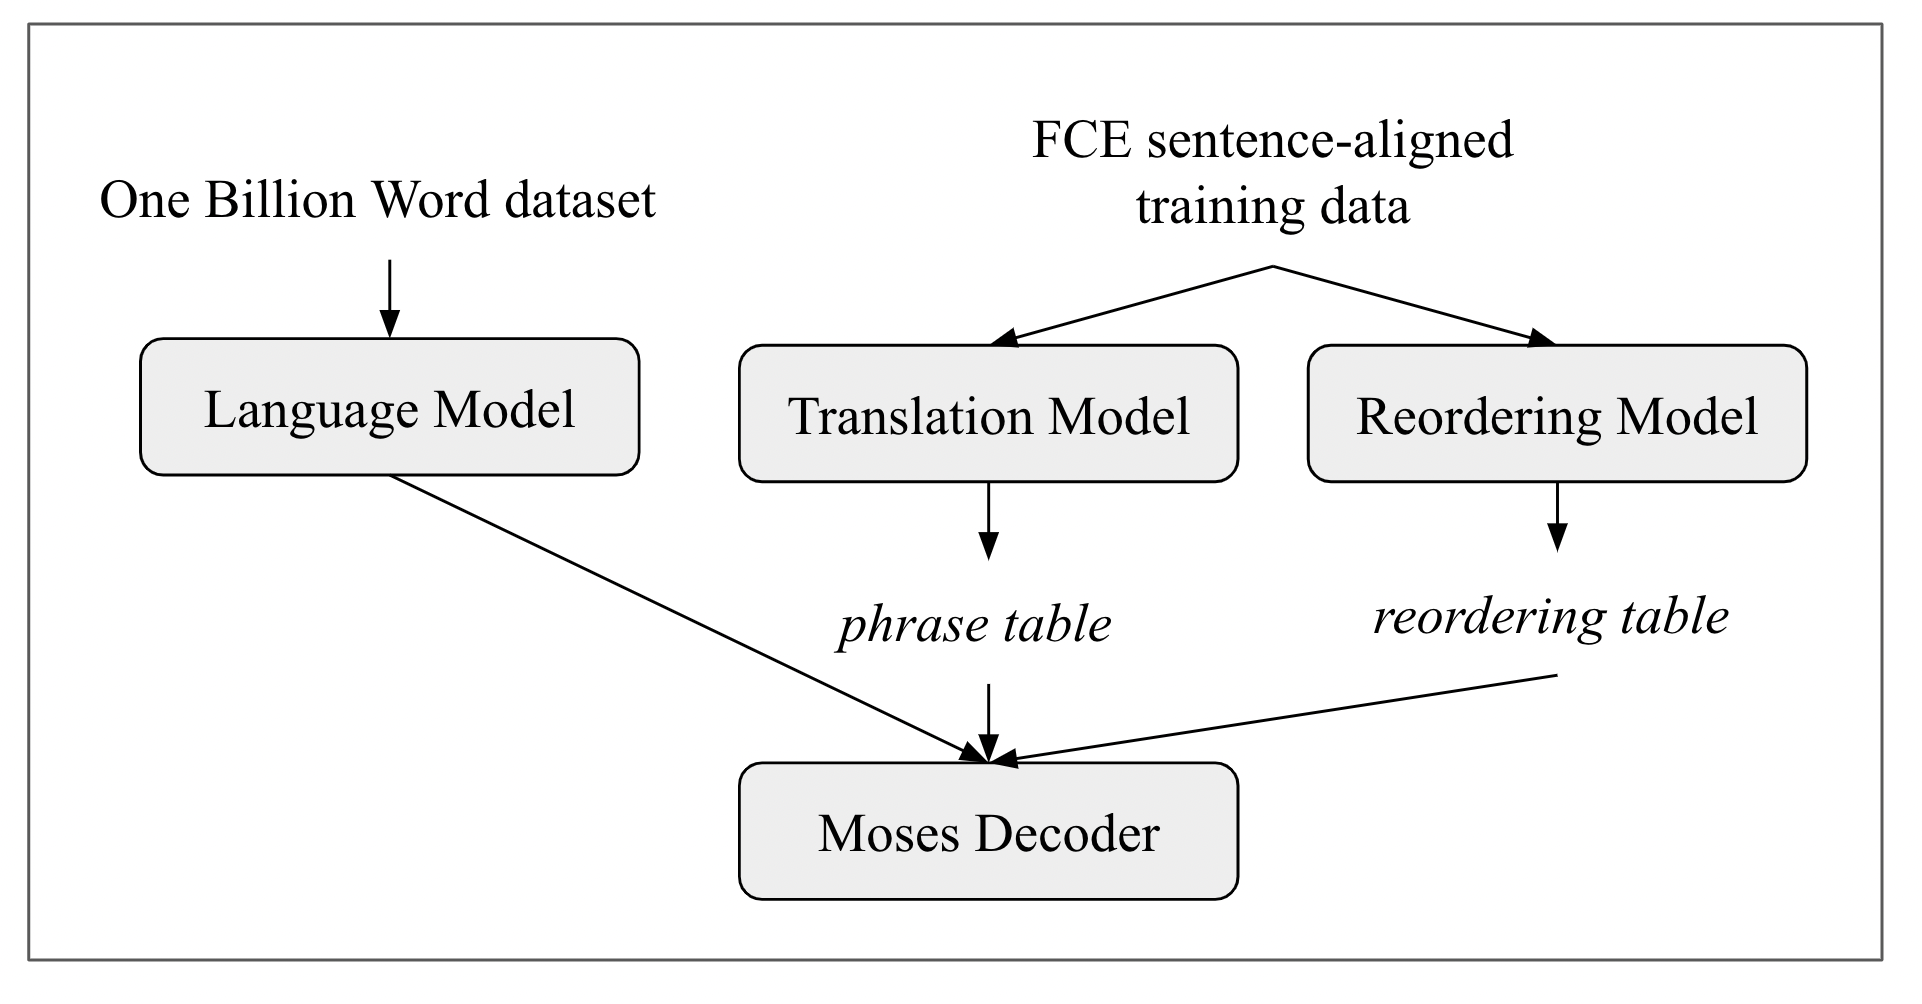 FCE sentence-aligned
training data
One Billion Word dataset
Language Model
Translation Model
Reordering Model
phrase table
reordering table
Moses Decoder